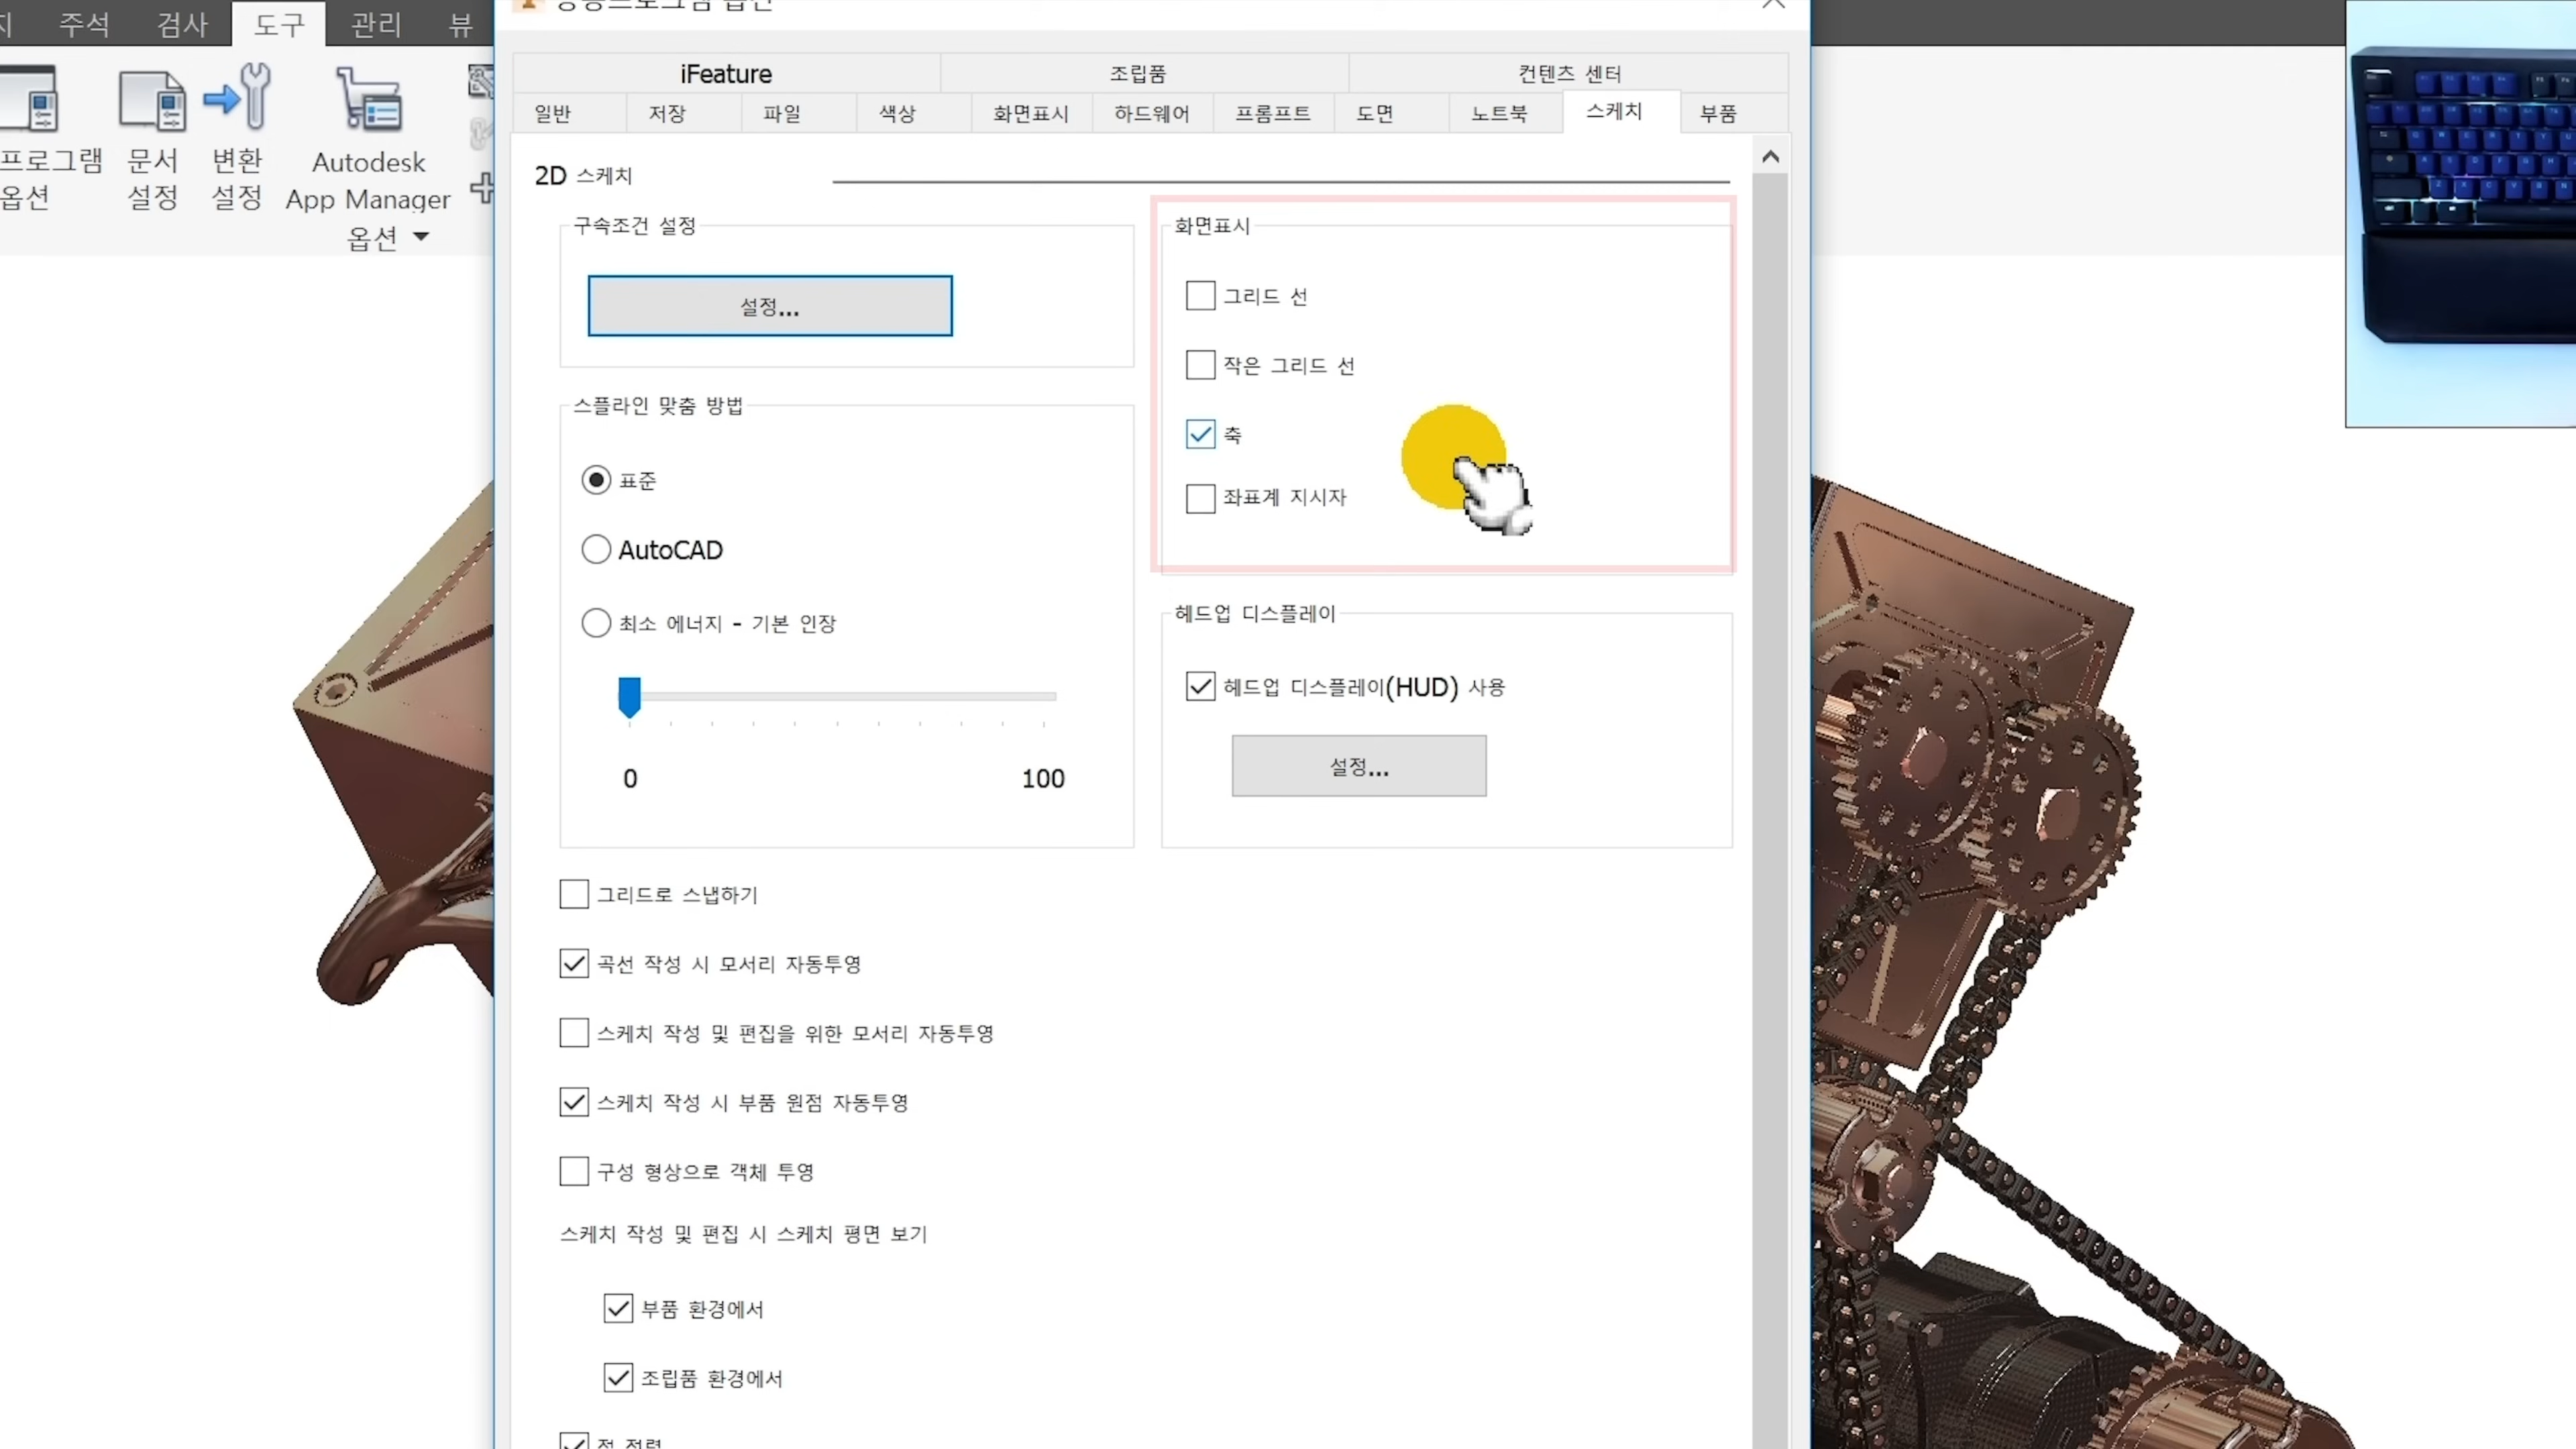 주석 검사 도구 관리 뷰
프로그램
옵션
문서
설정
변환
설정
Autodesk
App Manager
옵션
응용프로그램 옵션
iFeature 조립품 컨텐츠 센터
일반 저장 파일 색상 화면표시 하드웨어 프롬프트 도면 노트북 스케치 부품
2D 스케치
구속조건 설정
설정...
스플라인 맞춤 방법
표준
AutoCAD
최소 에너지 - 기본 인장
0 100
화면표시
그리드 선
작은 그리드 선
축
좌표계 지시자
헤드업 디스플레이
헤드업 디스플레이(HUD) 사용
설정...
그리드로 스냅하기
곡선 작성 시 모서리 자동투영
스케치 작성 및 편집을 위한 모서리 자동투영
스케치 작성 시 부품 원점 자동투영
구성 형상으로 객체 투영
스케치 작성 및 편집 시 스케치 평면 보기
부품 환경에서
조립품 환경에서
점 정렬